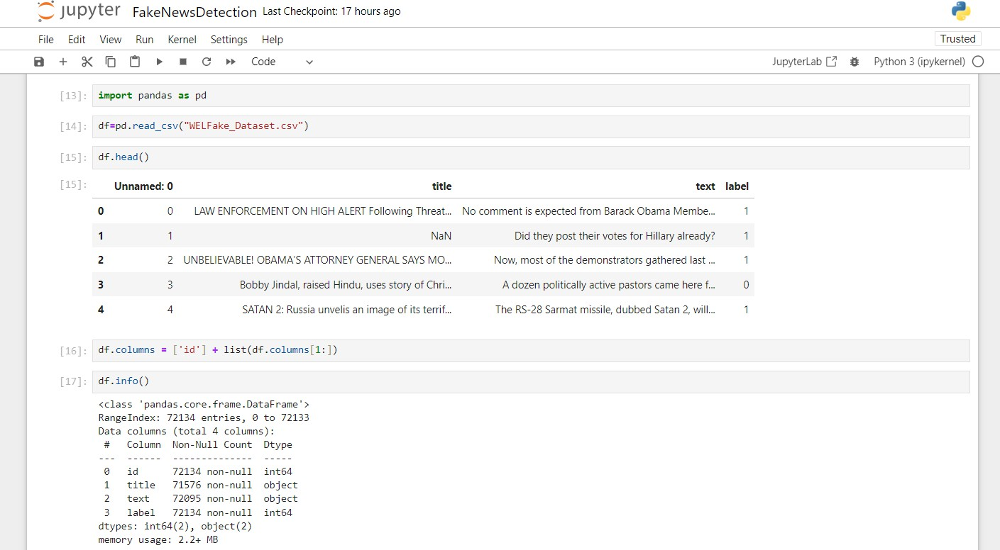 jupyter FakeNewsDetection Last Checkpoint: 17 hours ago
File Edit View Run Kernel Settings Help Trusted
Code JupyterLab Python 3 (ipykernel)
[13]: import pandas as pd
[14]: df=pd.read_csv("WELFake_Dataset.csv")
[15]: df.head()
[15]: Unnamed: 0 title text label
0 0 LAW ENFORCEMENT ON HIGH ALERT Following Threat... No comment is expected from Barack Obama Membe... 1
1 1 NaN Did they post their votes for Hillary already? 1
2 2 UNBELIEVABLE! OBAMA’S ATTORNEY GENERAL SAYS MO... Now, most of the demonstrators gathered last ... 1
3 3 Bobby Jindal, raised Hindu, uses story of Chri... A dozen politically active pastors came here f... 0
4 4 SATAN 2: Russia unvelis an image of its terrif... The RS-28 Sarmat missile, dubbed Satan 2, will... 1
[16]: df.columns = ['id'] + list(df.columns[1:])
[17]: df.info()
<class 'pandas.core.frame.DataFrame'>
RangeIndex: 72134 entries, 0 to 72133
Data columns (total 4 columns):
# Column Non-Null Count Dtype
--- ------ -------------- -----
0 id 72134 non-null int64
1 title 71576 non-null object
2 text 72095 non-null object
3 label 72134 non-null int64
dtypes: int64(2), object(2)
memory usage: 2.2+ MB